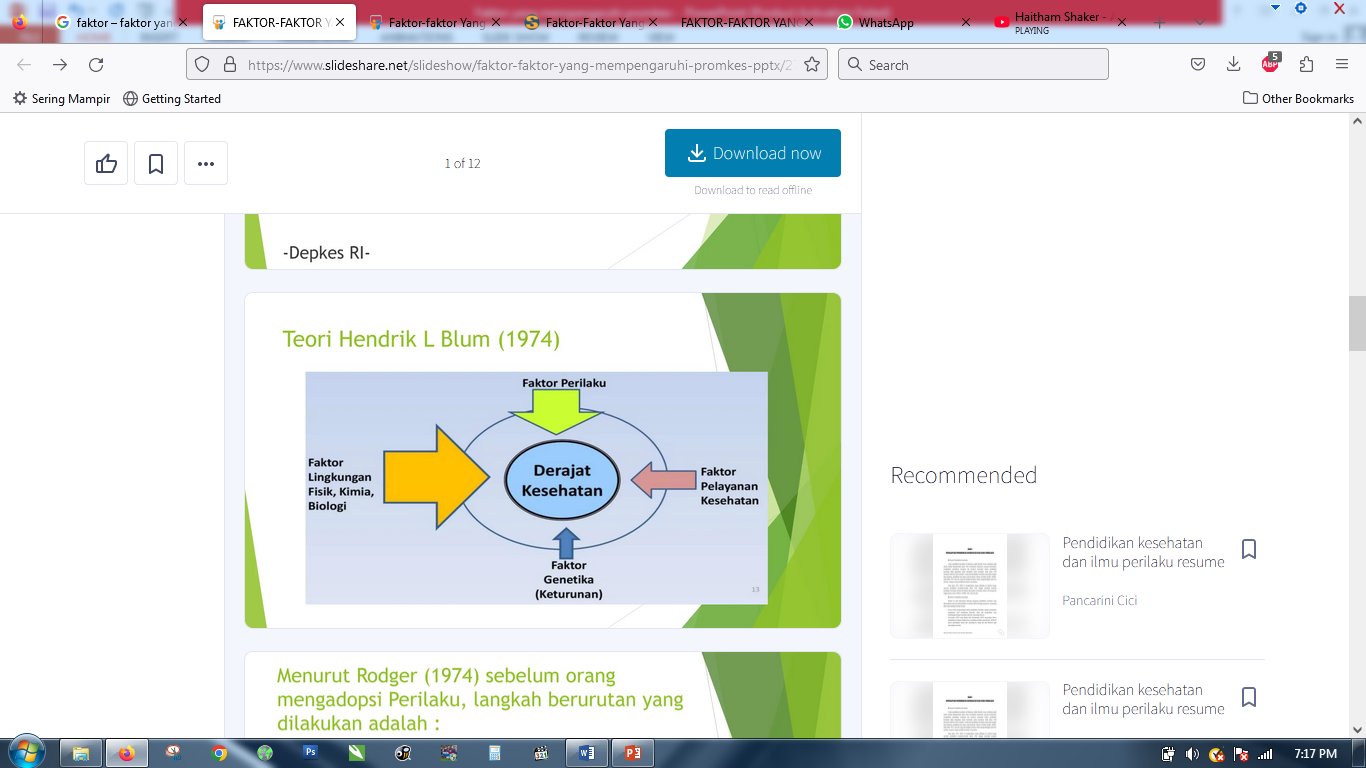 faktor – faktor yan
FAKTOR-FAKTOR Y
Faktor-faktor Yang
Faktor-Faktor Yang
FAKTOR-FAKTOR YANG
WhatsApp
Haitham Shaker - 
PLAYING
https://www.slideshare.net/slideshow/faktor-faktor-yang-mempengaruhi-promkes-pptx/2
Search
5
ABP
Sering Mampir
Getting Started
Other Bookmarks
1 of 12
Download now
Download to read offline
-Depkes RI-
Teori Hendrik L Blum (1974)
Faktor Perilaku
Faktor
Lingkungan
Fisik, Kimia,
Biologi
Derajat
Kesehatan
Faktor
Pelayanan
Kesehatan
Faktor
Genetika
(Keturunan)
13
Menurut Rodger (1974) sebelum orang
mengadopsi Perilaku, langkah berurutan yang
dilakukan adalah :
Recommended
Pendidikan kesehatan
dan ilmu perilaku resume
Pancarini Cici
Pendidikan kesehatan
dan ilmu perilaku resume
7:17 PM